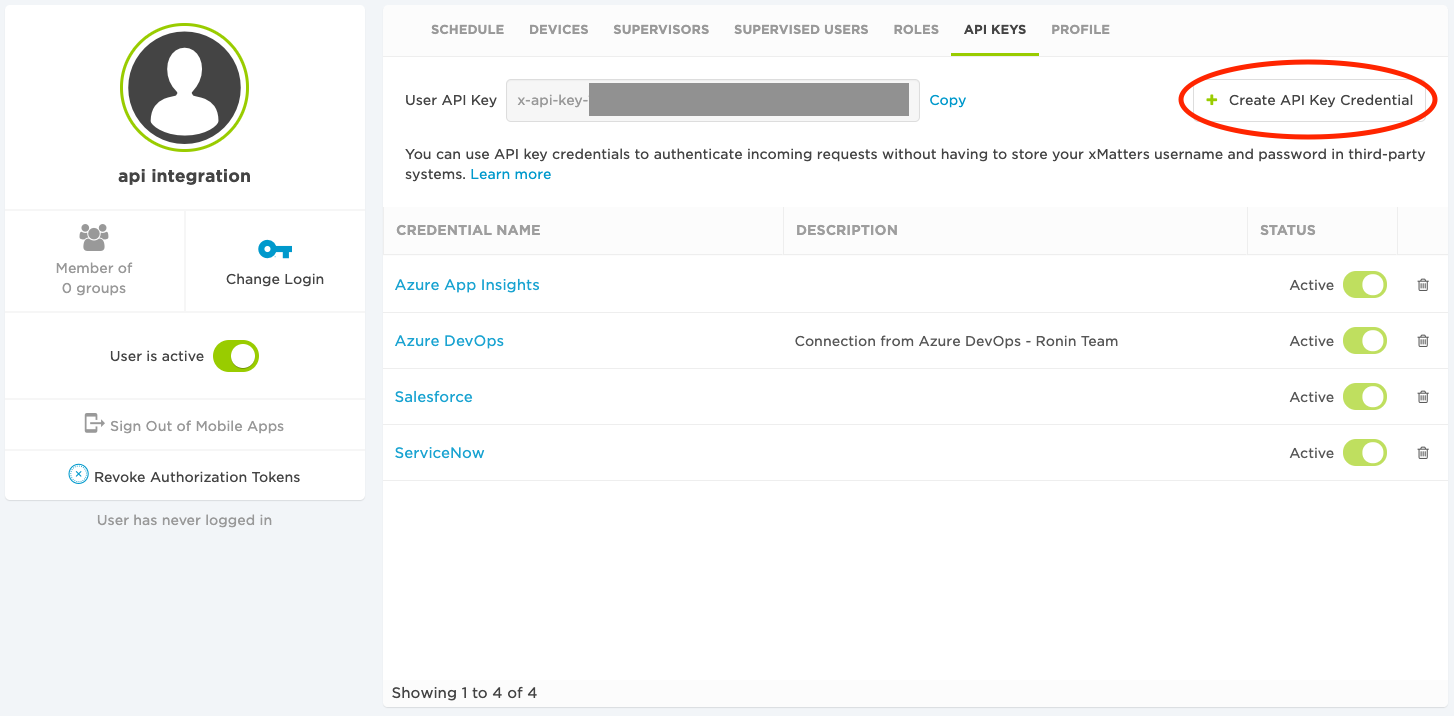 SCHEDULE DEVICES SUPERVISORS SUPERVISED USERS ROLES API KEYS PROFILE
api integration
Member of
0 groups
Change Login
User is active
Sign Out of Mobile Apps
Revoke Authorization Tokens
User has never logged in
User API Key x-api-key- Copy + Create API Key Credential
You can use API key credentials to authenticate incoming requests without having to store your xMatters username and password in third-party
systems. Learn more
CREDENTIAL NAME DESCRIPTION STATUS
Azure App Insights Active
Azure DevOps Connection from Azure DevOps - Ronin Team Active
Salesforce Active
ServiceNow Active
Showing 1 to 4 of 4